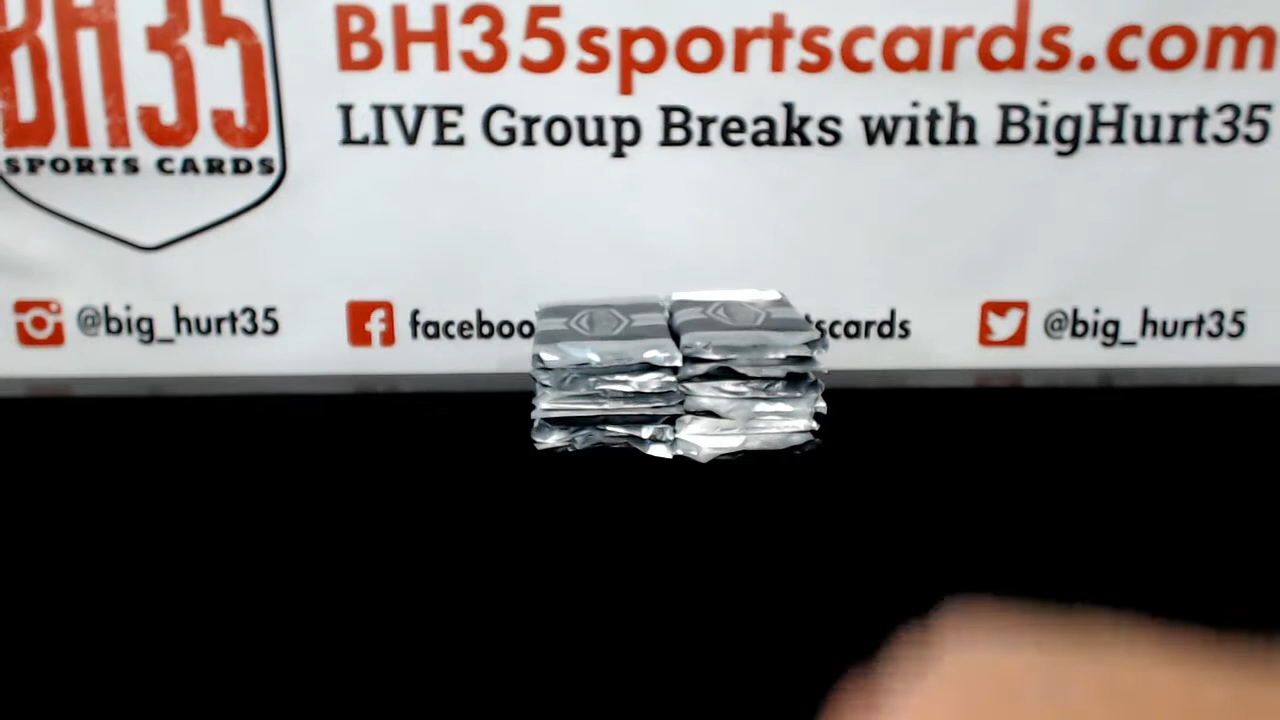 BH35
SPORTS CARDS
BH35sportscards.com
LIVE Group Breaks with BigHurt35
@big_hurt35
faceboo
scards
@big_hurt35